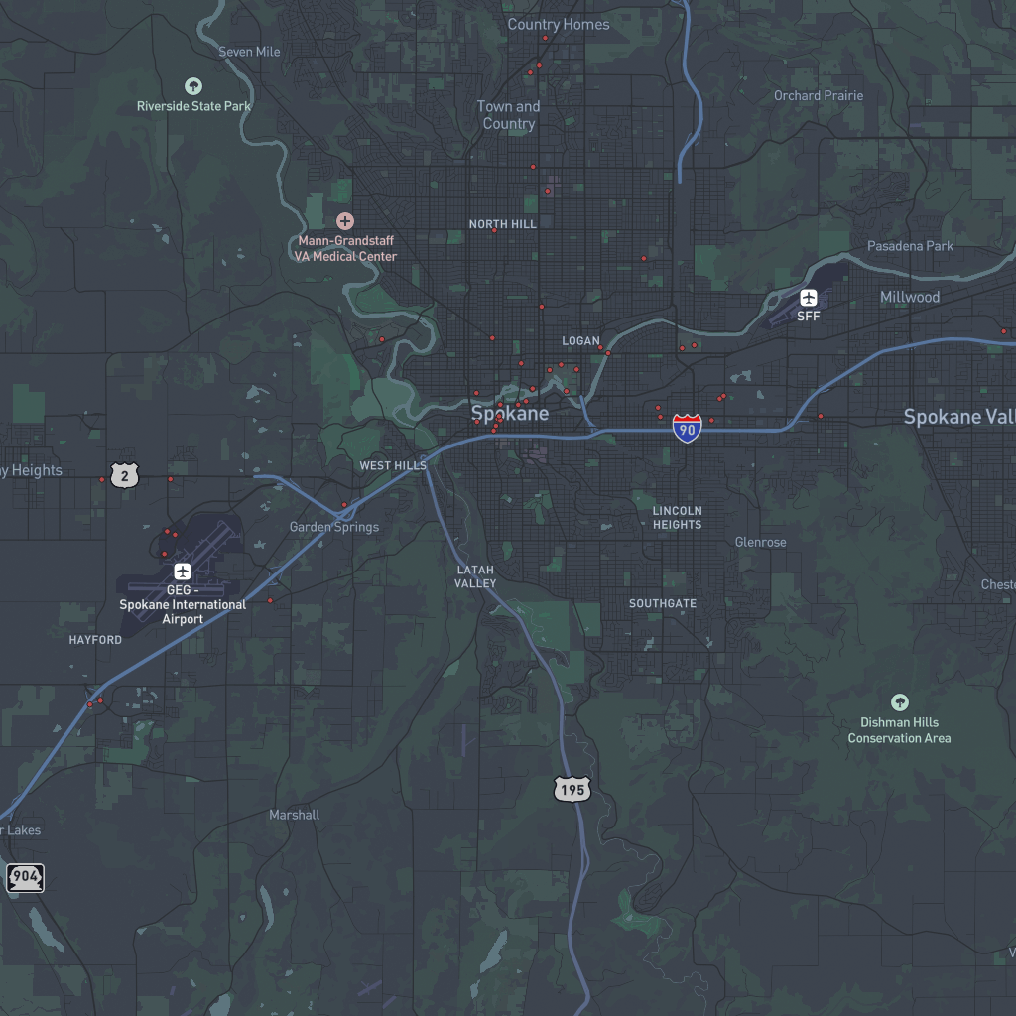 Country Homes
Seven Mile
Orchard Prairie
Riverside State Park
Town and
Country
NORTH HILL
Mann-Grandstaff
VA Medical Center
Pasadena Park
Millwood
SFF
LOGAN
Spokane
Spokane Vall
90
WEST HILLS
ay Heights
2
LINCOLN
HEIGHTS
Garden Springs
Glenrose
LATAH
VALLEY
GEG -
Spokane International
Airport
Cheste
SOUTHGATE
HAYFORD
Dishman Hills
Conservation Area
195
Marshall
r Lakes
904
V